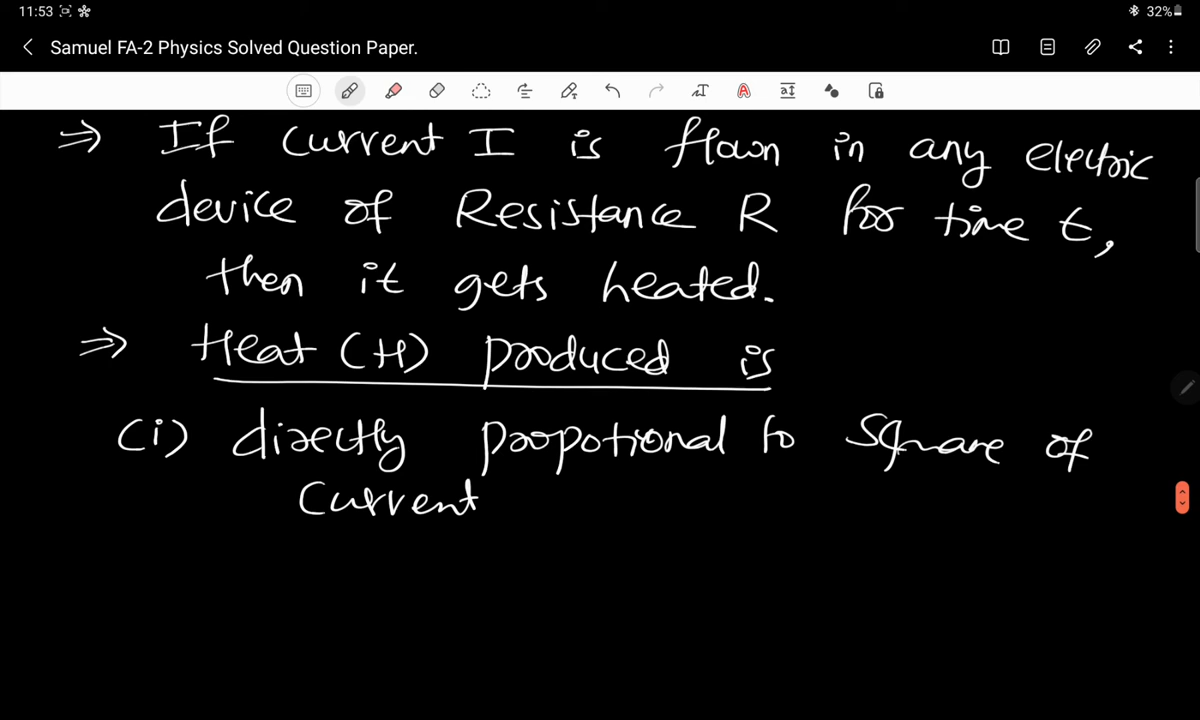 11:53
32%
Samuel FA-2 Physics Solved Question Paper.
⇒ If current I is flown in any electric
device of Resistance R for time t,
then it gets heated.
⇒ Heat (H) produced is
(i) directly propotional to Square of
Current